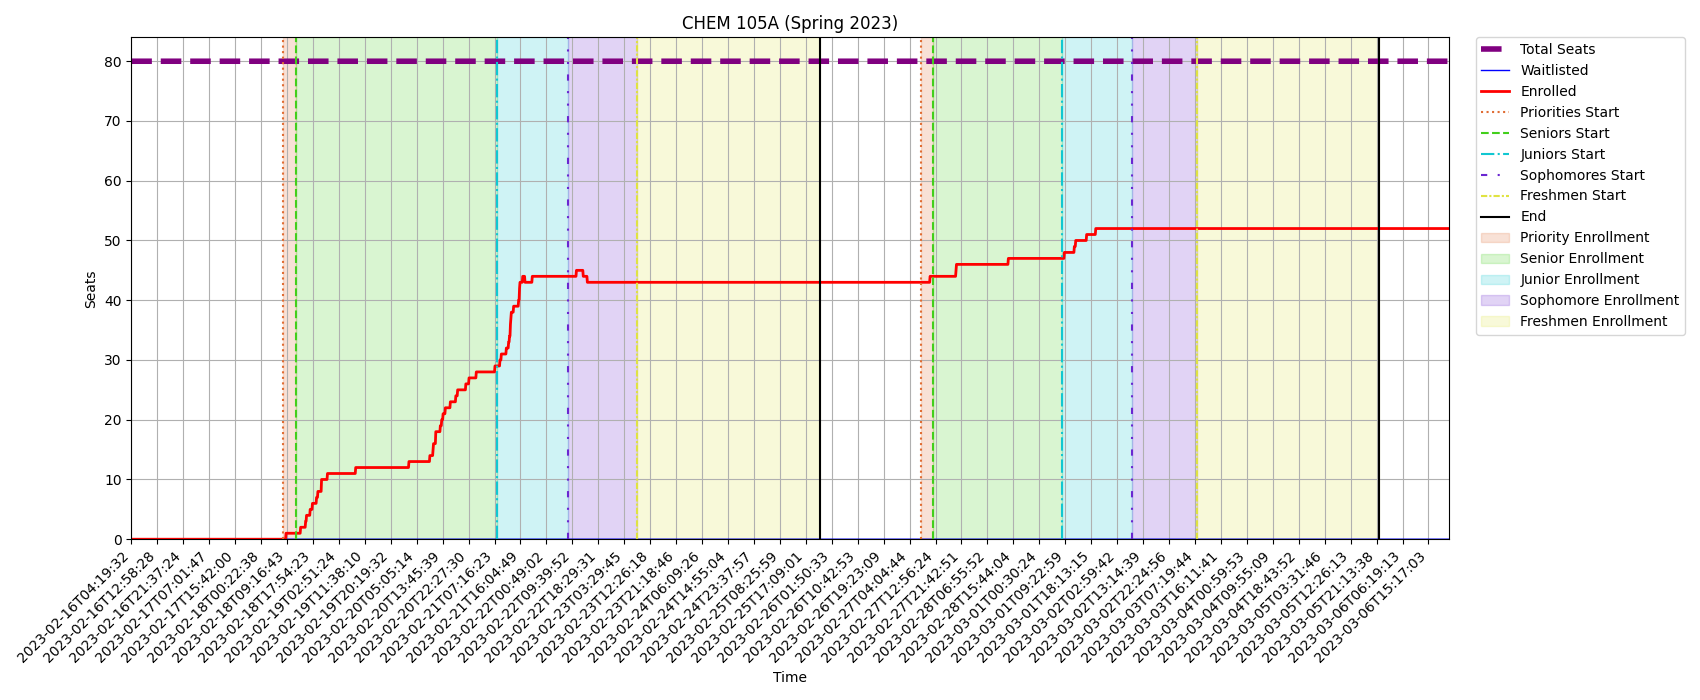 CHEM 105A (Spring 2023)
Seats
80
70
60
50
40
30
20
10
0
2023-02-16T04:19:32
2023-02-16T12:58:28
2023-02-16T21:37:24
2023-02-17T07:01:47
2023-02-17T15:42:00
2023-02-18T00:22:38
2023-02-18T09:16:43
2023-02-18T17:54:23
2023-02-19T02:51:24
2023-02-19T11:38:10
2023-02-19T20:19:32
2023-02-20T05:05:14
2023-02-20T13:45:39
2023-02-20T22:27:30
2023-02-21T07:16:23
2023-02-21T16:04:49
2023-02-22T00:49:02
2023-02-22T09:39:52
2023-02-22T18:29:31
2023-02-23T03:29:45
2023-02-23T12:26:18
2023-02-23T21:18:46
2023-02-24T06:09:26
2023-02-24T14:55:04
2023-02-24T23:37:57
2023-02-25T08:25:59
2023-02-25T17:09:01
2023-02-26T01:50:33
2023-02-26T10:42:53
2023-02-26T19:23:09
2023-02-27T04:04:44
2023-02-27T12:56:24
2023-02-27T21:42:51
2023-02-28T06:55:52
2023-02-28T15:44:04
2023-03-01T00:30:24
2023-03-01T09:22:59
2023-03-01T18:13:15
2023-03-02T02:59:42
2023-03-02T13:14:39
2023-03-02T22:24:56
2023-03-03T07:19:44
2023-03-03T16:11:41
2023-03-04T00:59:53
2023-03-04T09:55:09
2023-03-04T18:43:52
2023-03-05T03:31:46
2023-03-05T12:26:13
2023-03-05T21:13:38
2023-03-06T06:19:13
2023-03-06T15:17:03
Time
Total Seats
Waitlisted
Enrolled
Priorities Start
Seniors Start
Juniors Start
Sophomores Start
Freshmen Start
End
Priority Enrollment
Senior Enrollment
Junior Enrollment
Sophomore Enrollment
Freshmen Enrollment